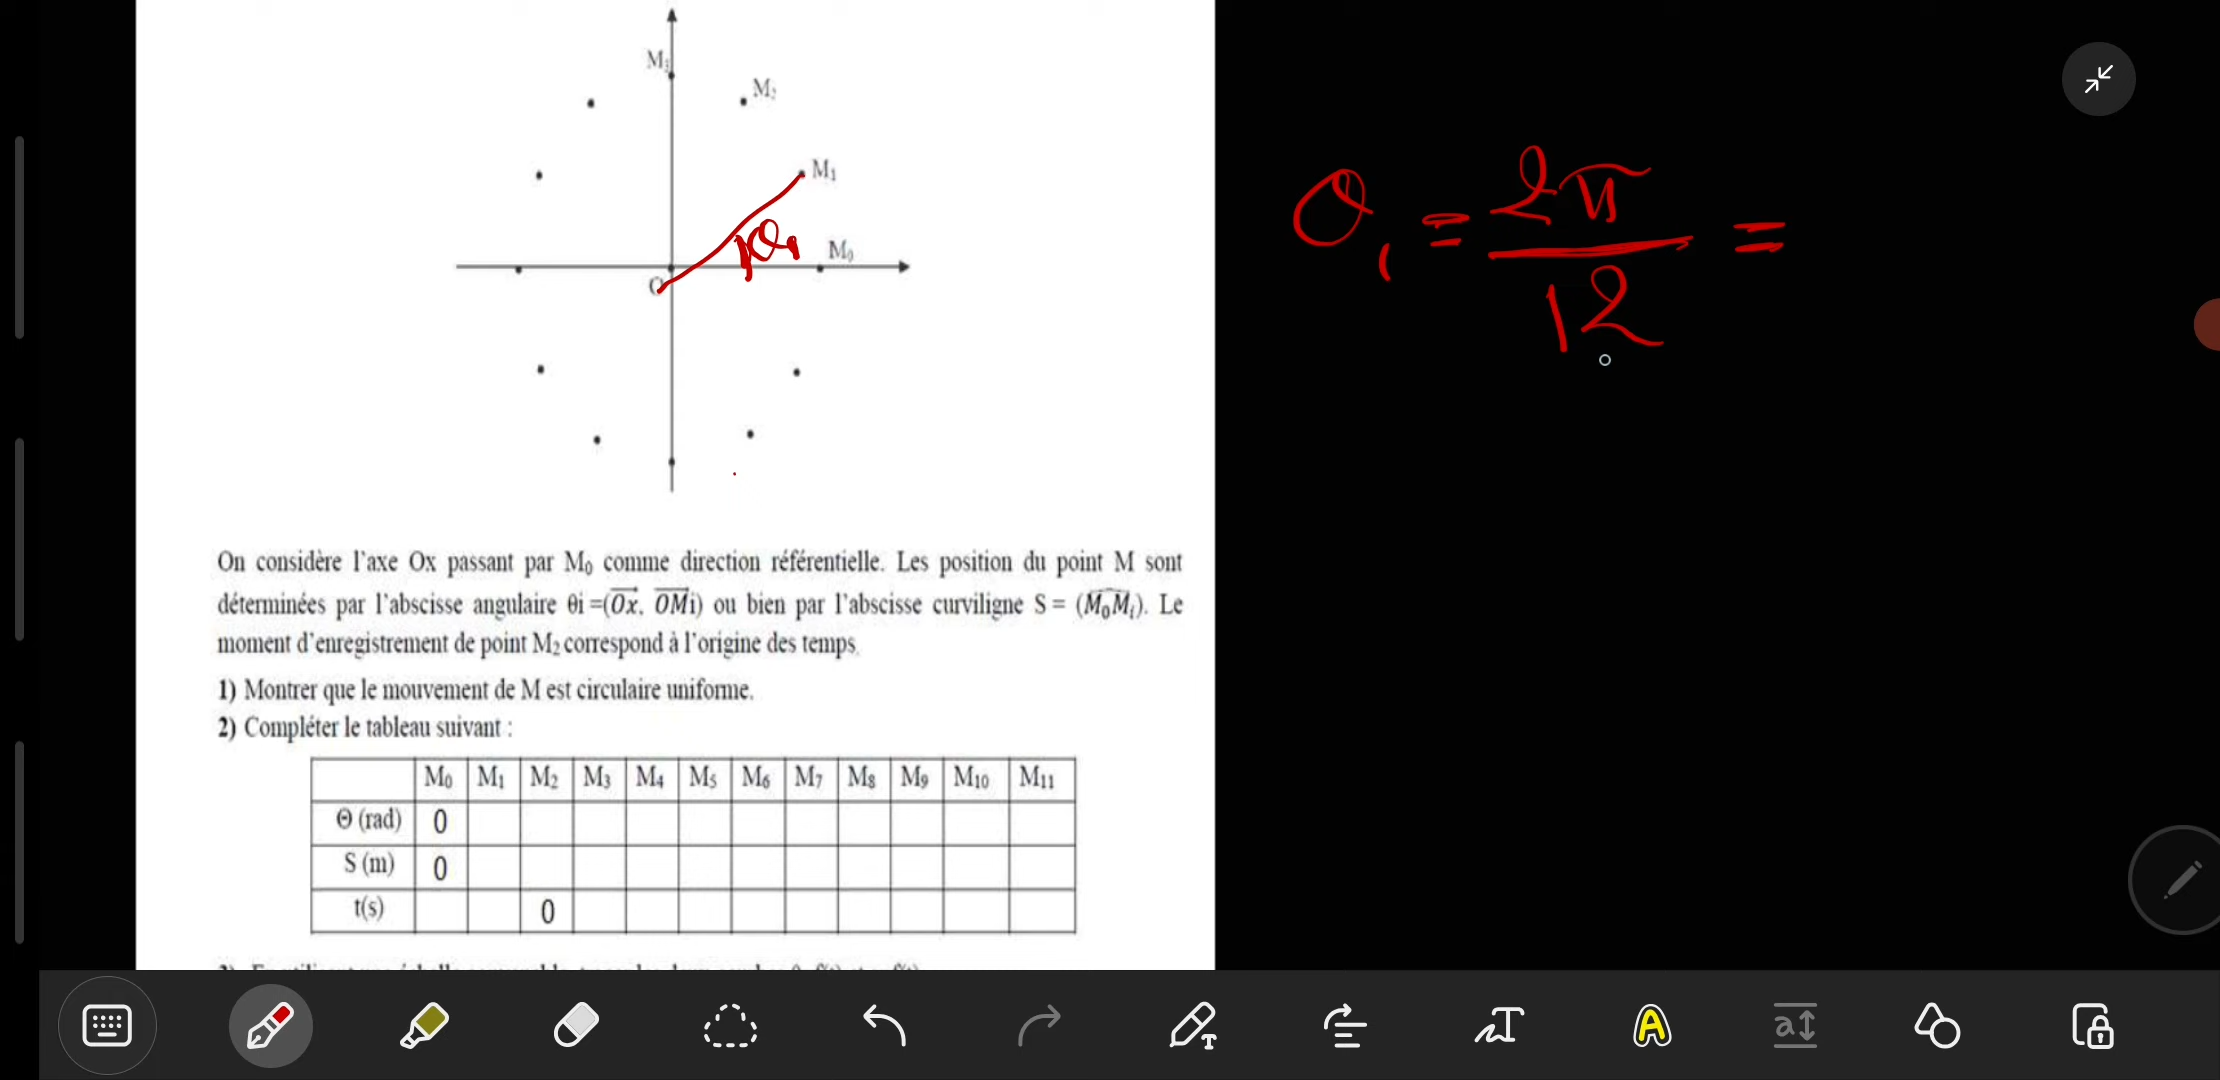 M3
M2
M1
θ1
M0
O
θ1 = 2π/12 =
On considère l'axe Ox passant par M0 comme direction référentielle. Les position du point M sont
déterminées par l'abscisse angulaire θi =(Ox, OMi) ou bien par l'abscisse curviligne S = (M0Mi). Le
moment d'enregistrement de point M2 correspond à l'origine des temps.
1) Montrer que le mouvement de M est circulaire uniforme.
2) Compléter le tableau suivant :
M0 M1 M2 M3 M4 M5 M6 M7 M8 M9 M10 M11
Θ (rad) 0
S (m) 0
t(s) 0